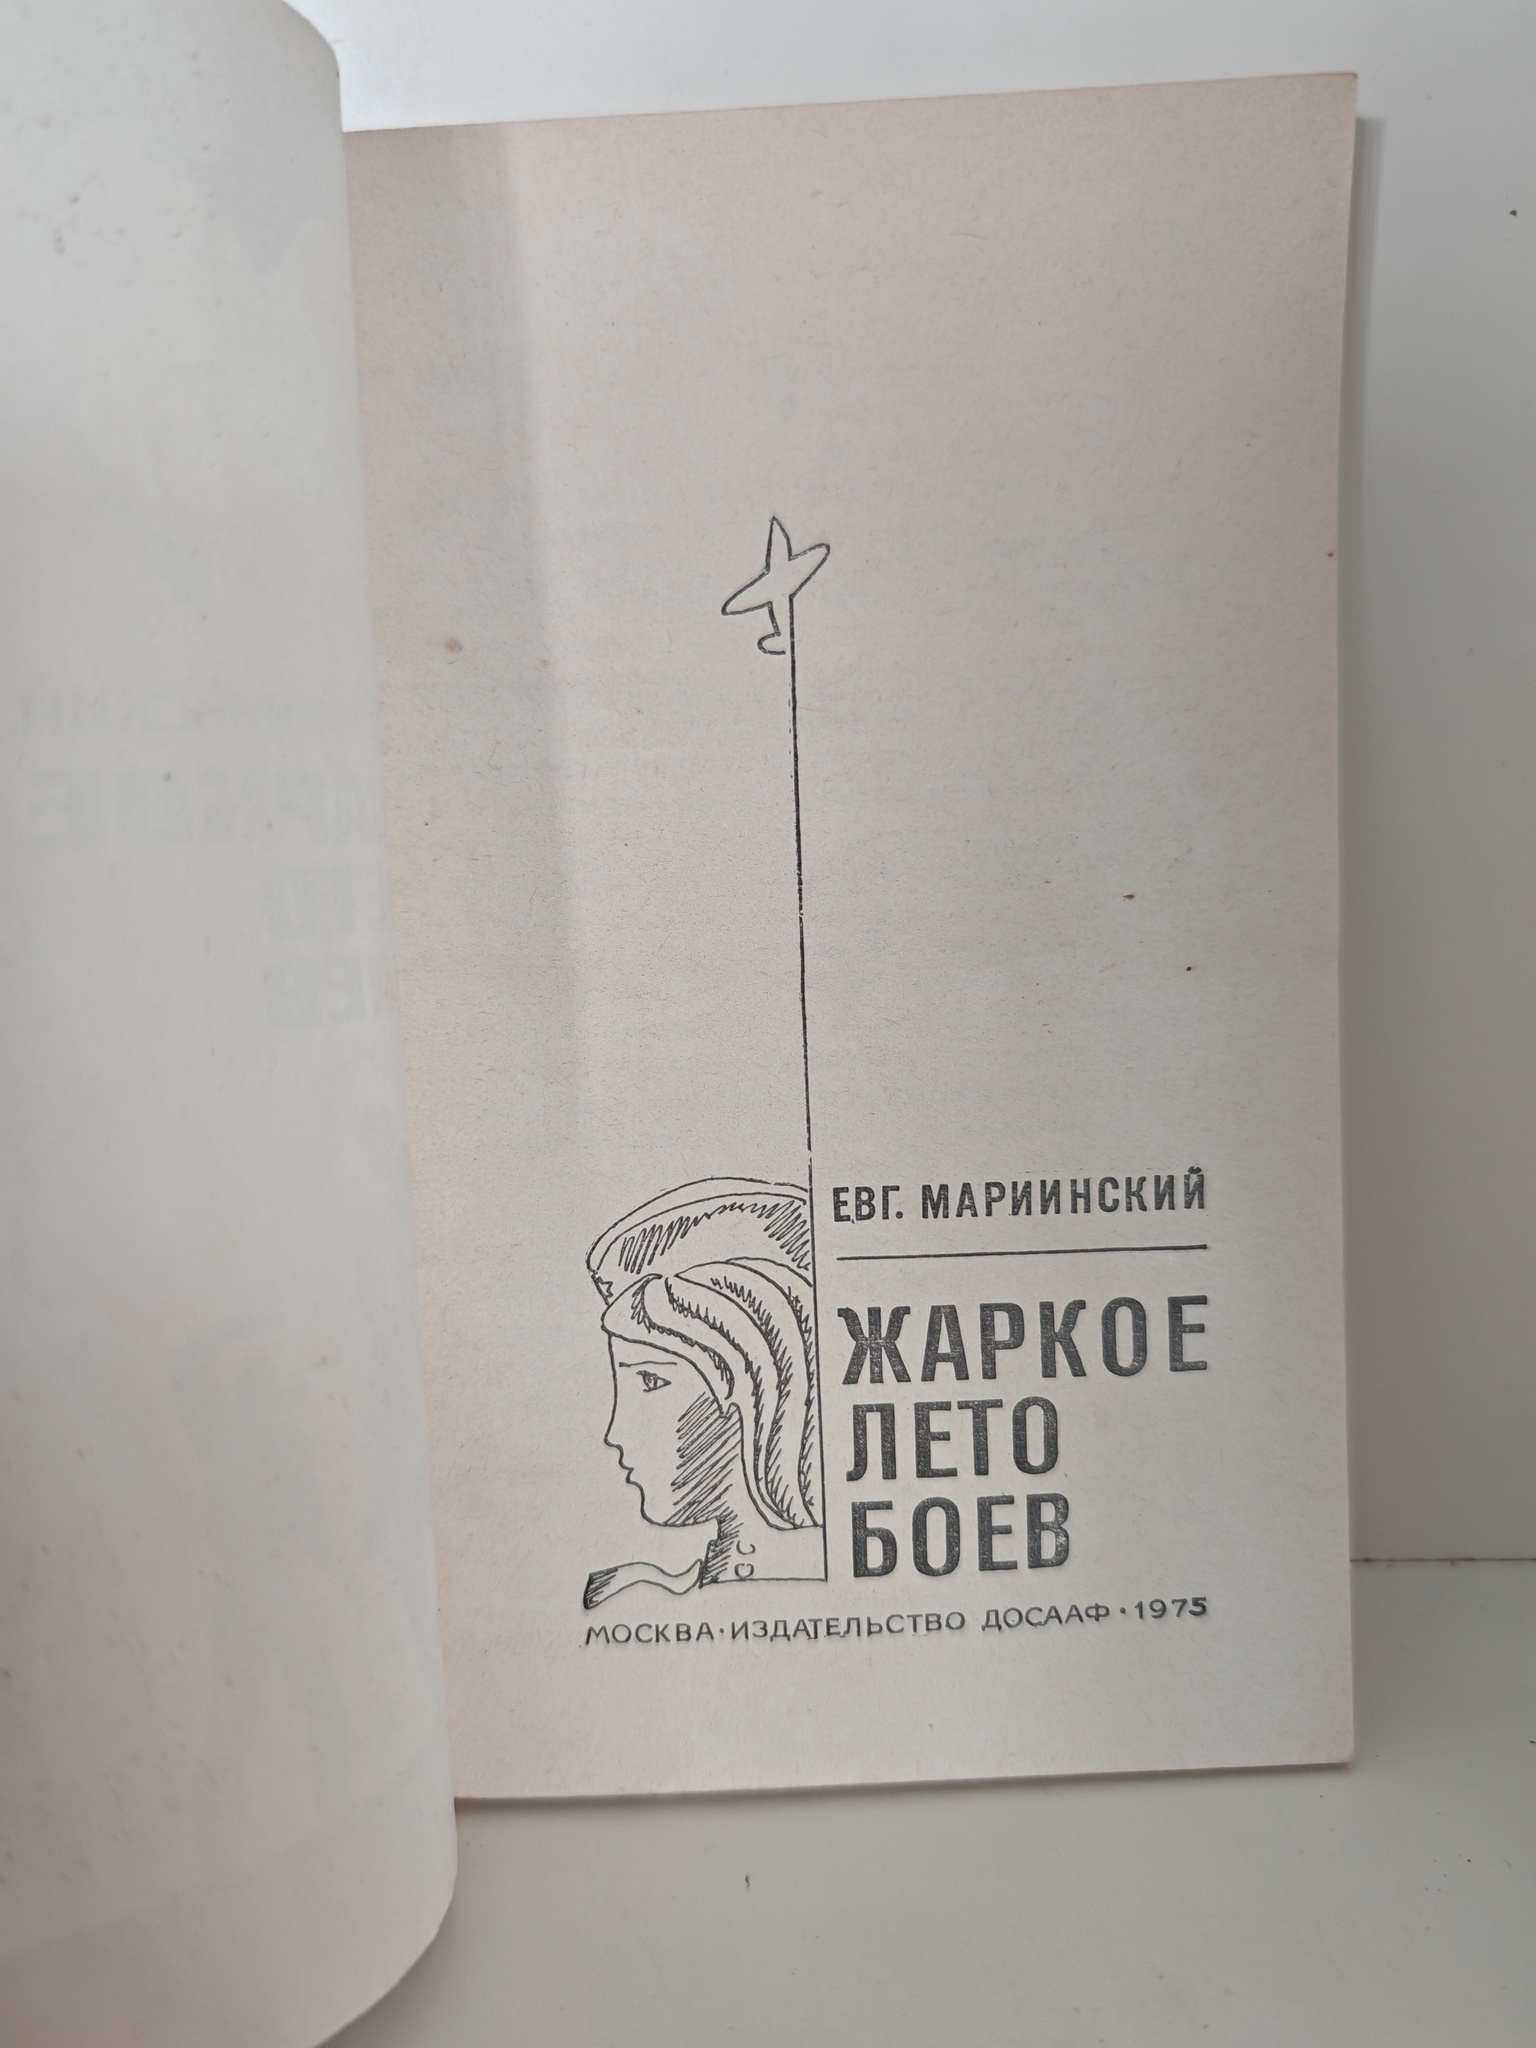 ЕВГ. МАРИИНСКИЙ
ЖАРКОЕ
ЛЕТО
БОЕВ
МОСКВА·ИЗДАТЕЛЬСТВО ДОСААФ·1975